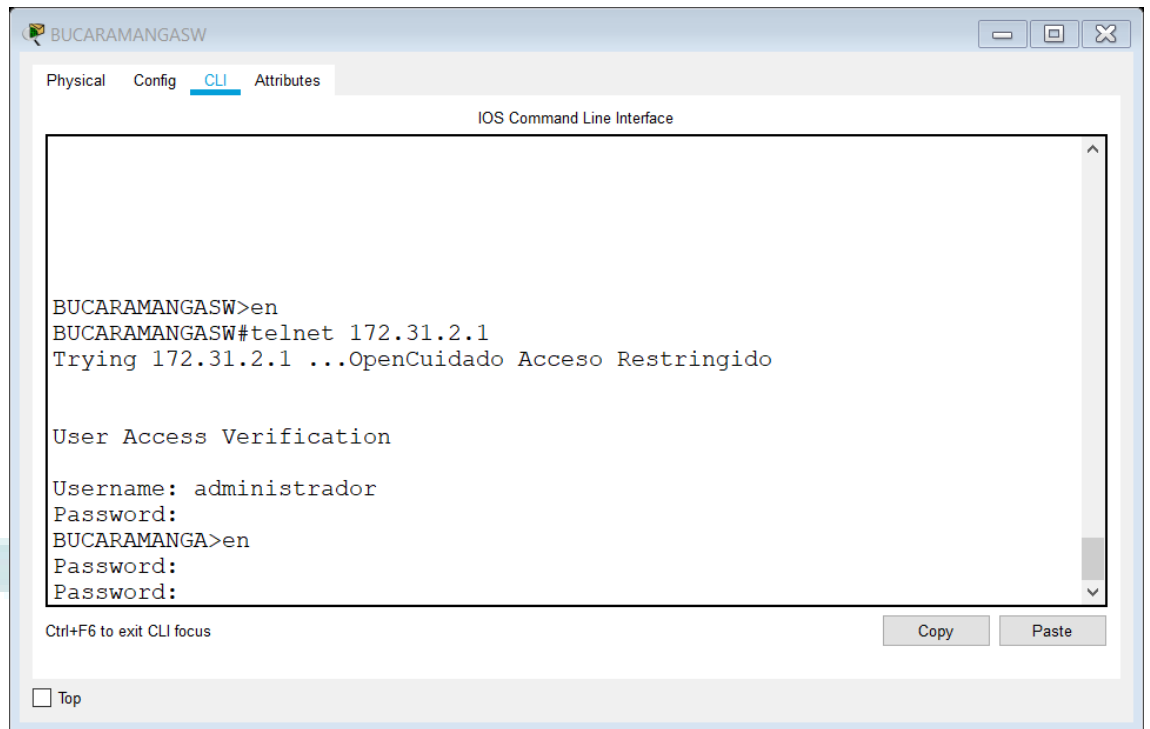 BUCARAMANGASW
Physical Config CLI Attributes
IOS Command Line Interface
BUCARAMANGASW>en
BUCARAMANGASW#telnet 172.31.2.1
Trying 172.31.2.1 ...OpenCuidado Acceso Restringido
User Access Verification
Username: administrador
Password:
BUCARAMANGA>en
Password:
Password:
Ctrl+F6 to exit CLI focus
Copy Paste
Top